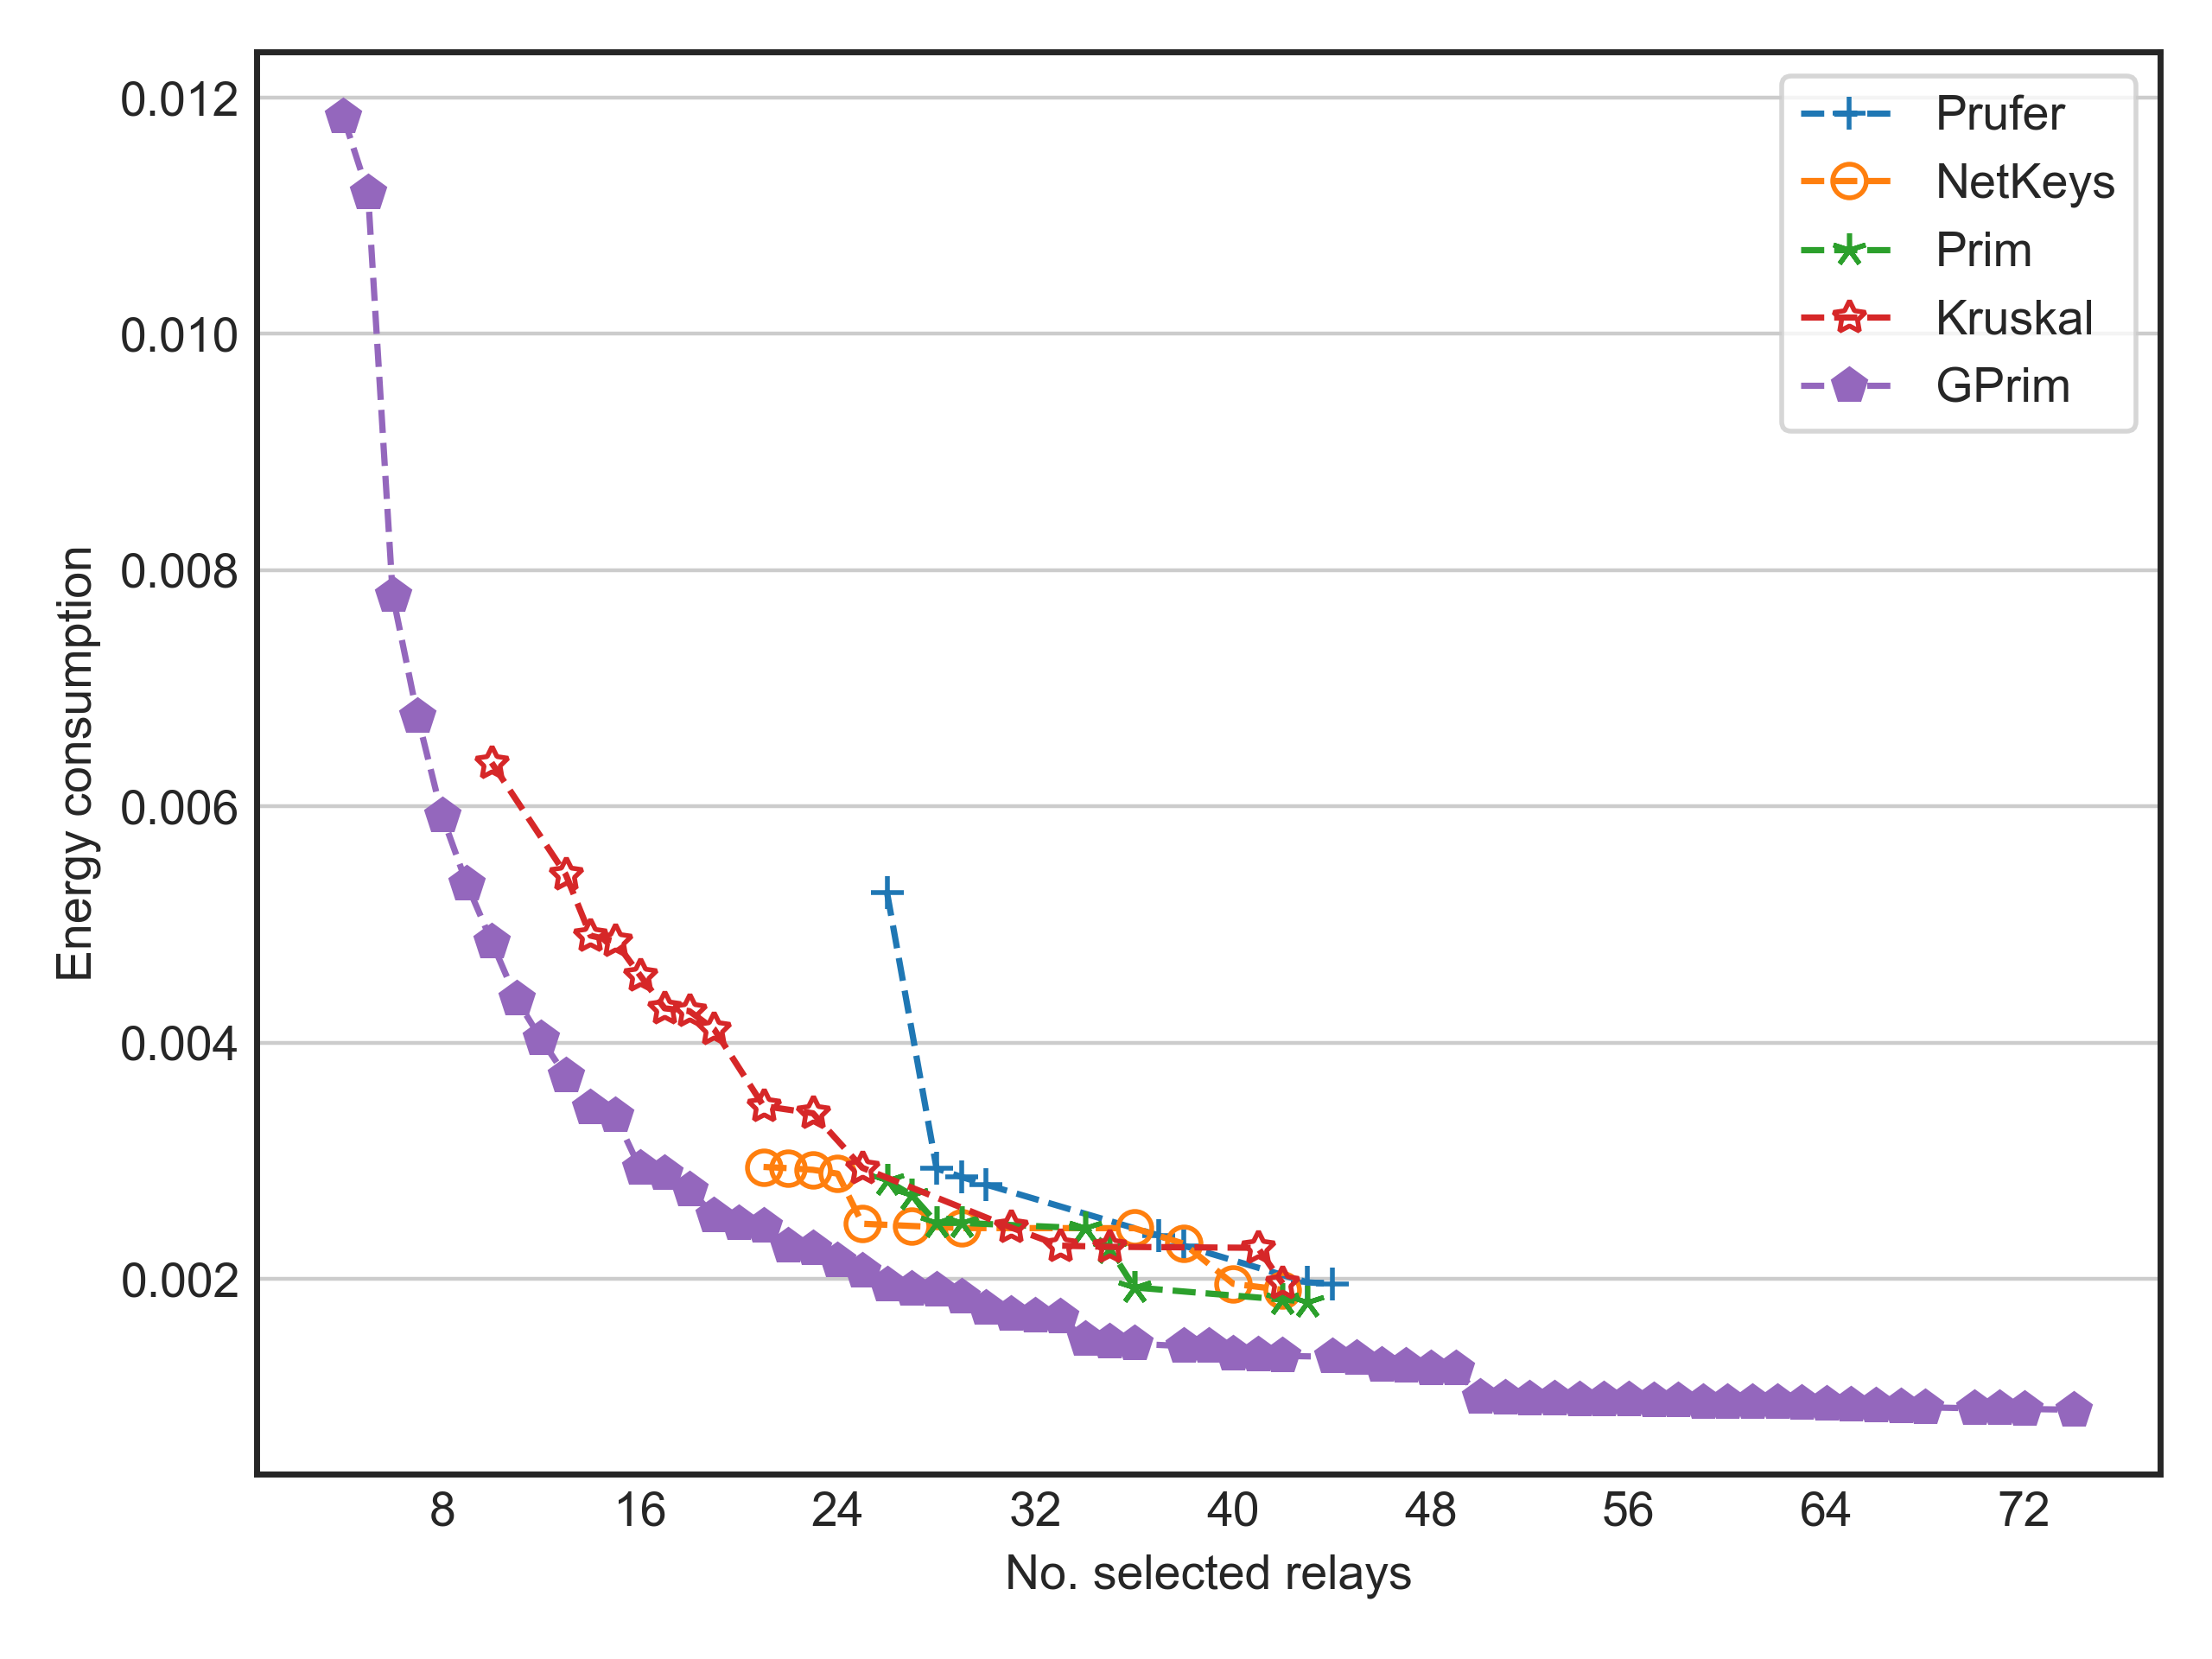 0.012
0.010
0.008
0.006
0.004
0.002
Energy consumption
Prufer
NetKeys
Prim
Kruskal
GPrim
8 16 24 32 40 48 56 64 72
No. selected relays